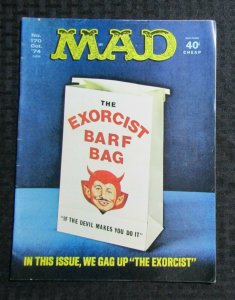 No.
170
Oct.
'74
MAD
40¢
CHEAP
THE
EXORCIST
BARF
BAG
"IF THE DEVIL MAKES YOU DO IT"
IN THIS ISSUE, WE GAG UP "THE EXORCIST"